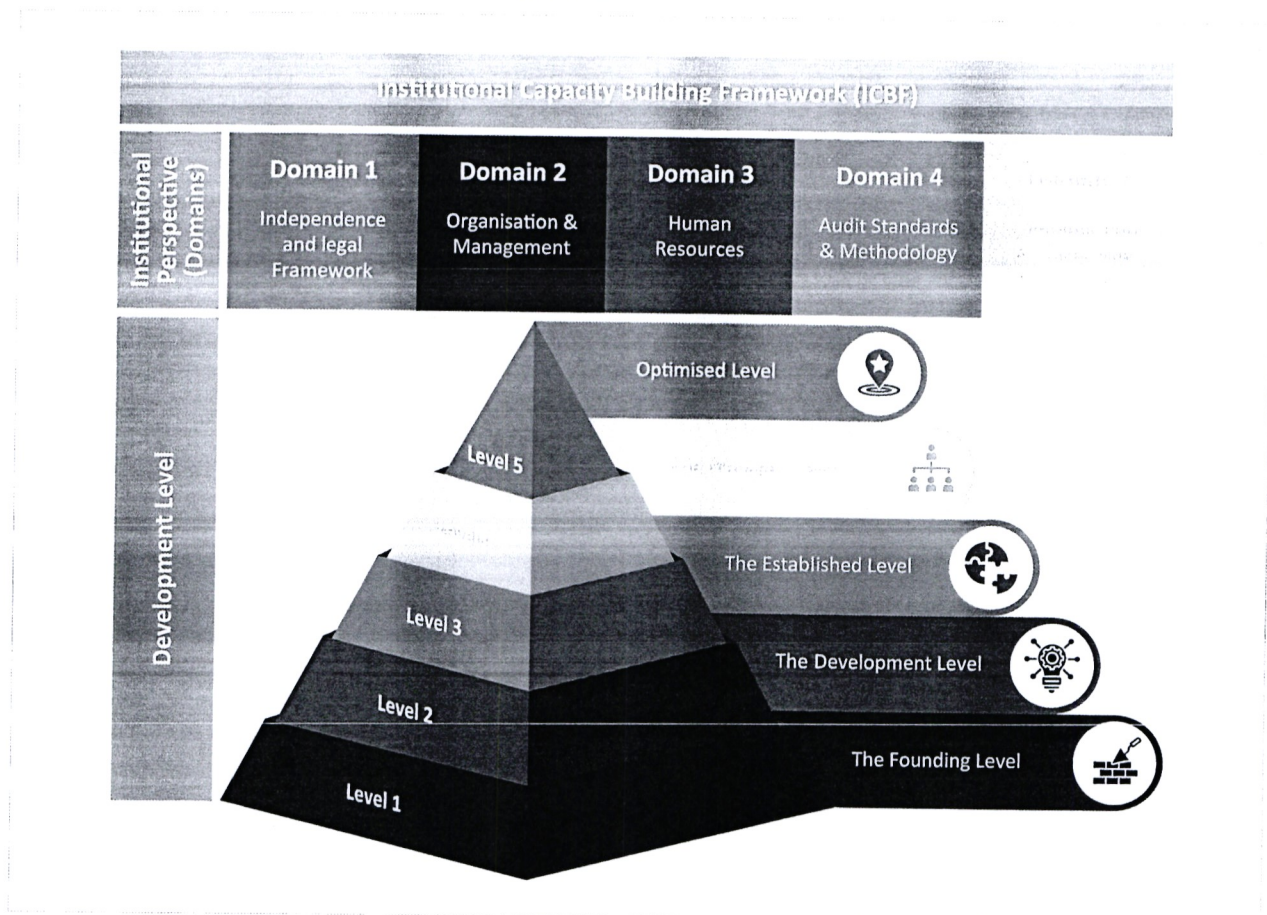 Institutional Capacity Building Framework (ICBF)
Institutional
Perspective
(Domains)
Domain 1
Independence
and legal
Framework
Domain 2
Organisation &
Management
Domain 3
Human
Resources
Domain 4
Audit Standards
& Methodology
Development Level
Level 5
Optimised Level
Level 3
The Established Level
Level 2
The Development Level
Level 1
The Founding Level